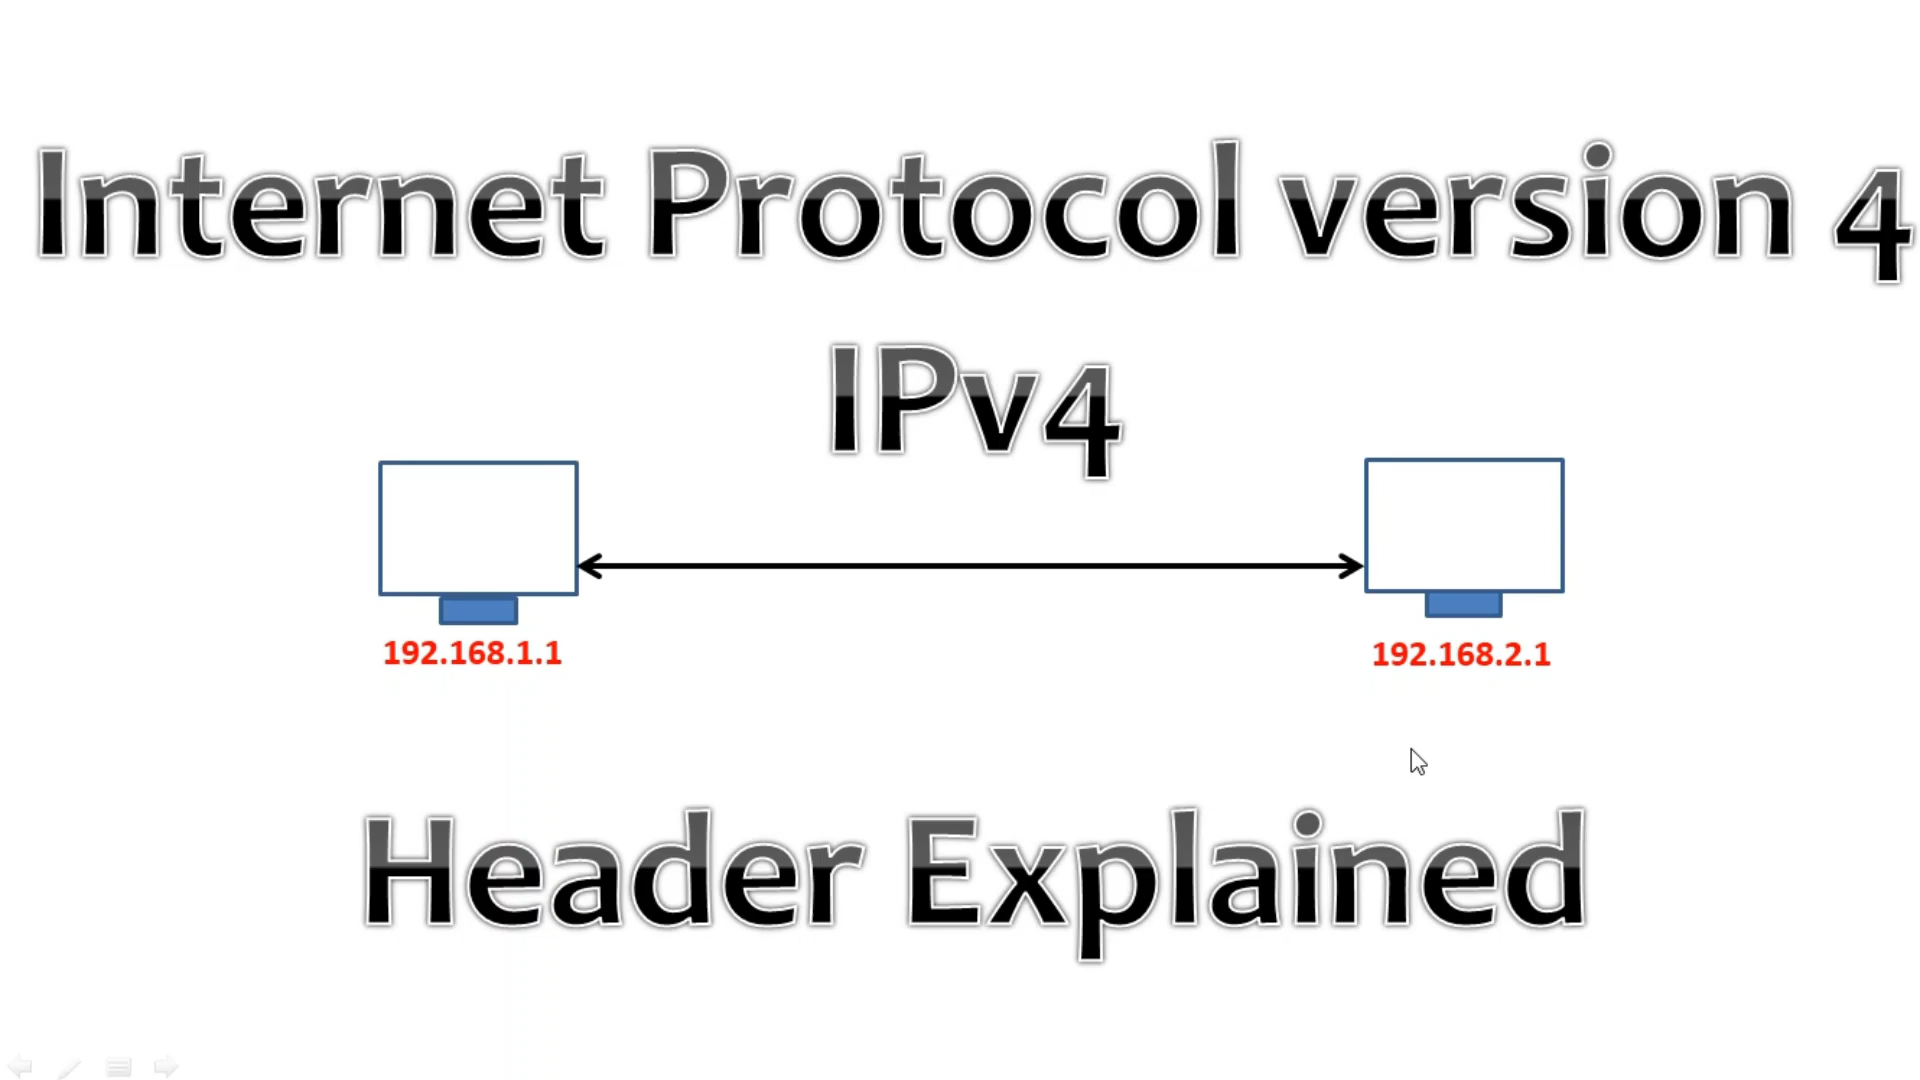 Internet Protocol version 4
IPv4
192.168.1.1
192.168.2.1
Header Explained